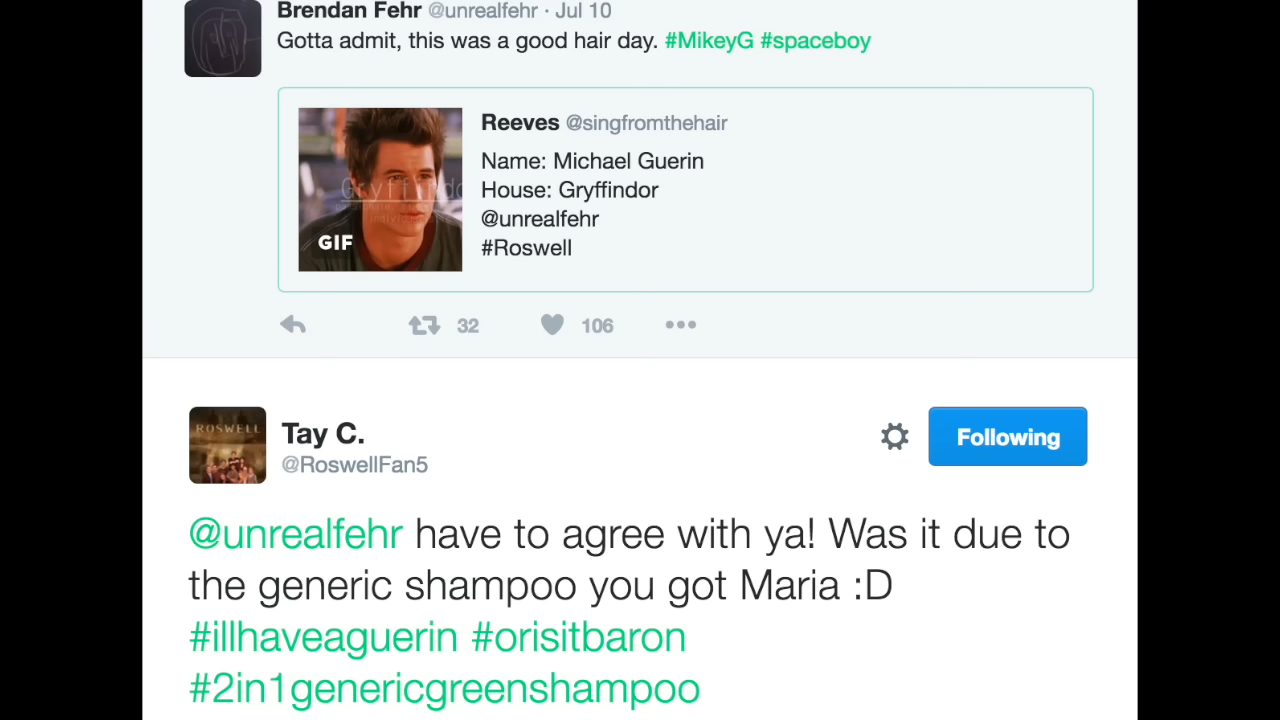 Brendan Fehr @unrealfehr · Jul 10
Gotta admit, this was a good hair day. #MikeyG #spaceboy
Reeves @singfromthehair
Name: Michael Guerin
House: Gryffindor
@unrealfehr
#Roswell
GIF
32 106 •••
ROSWELL
Tay C.
@RoswellFan5
Following
@unrealfehr have to agree with ya! Was it due to
the generic shampoo you got Maria :D
#illhaveaguerin #orisitbaron
#2in1genericgreenshampoo